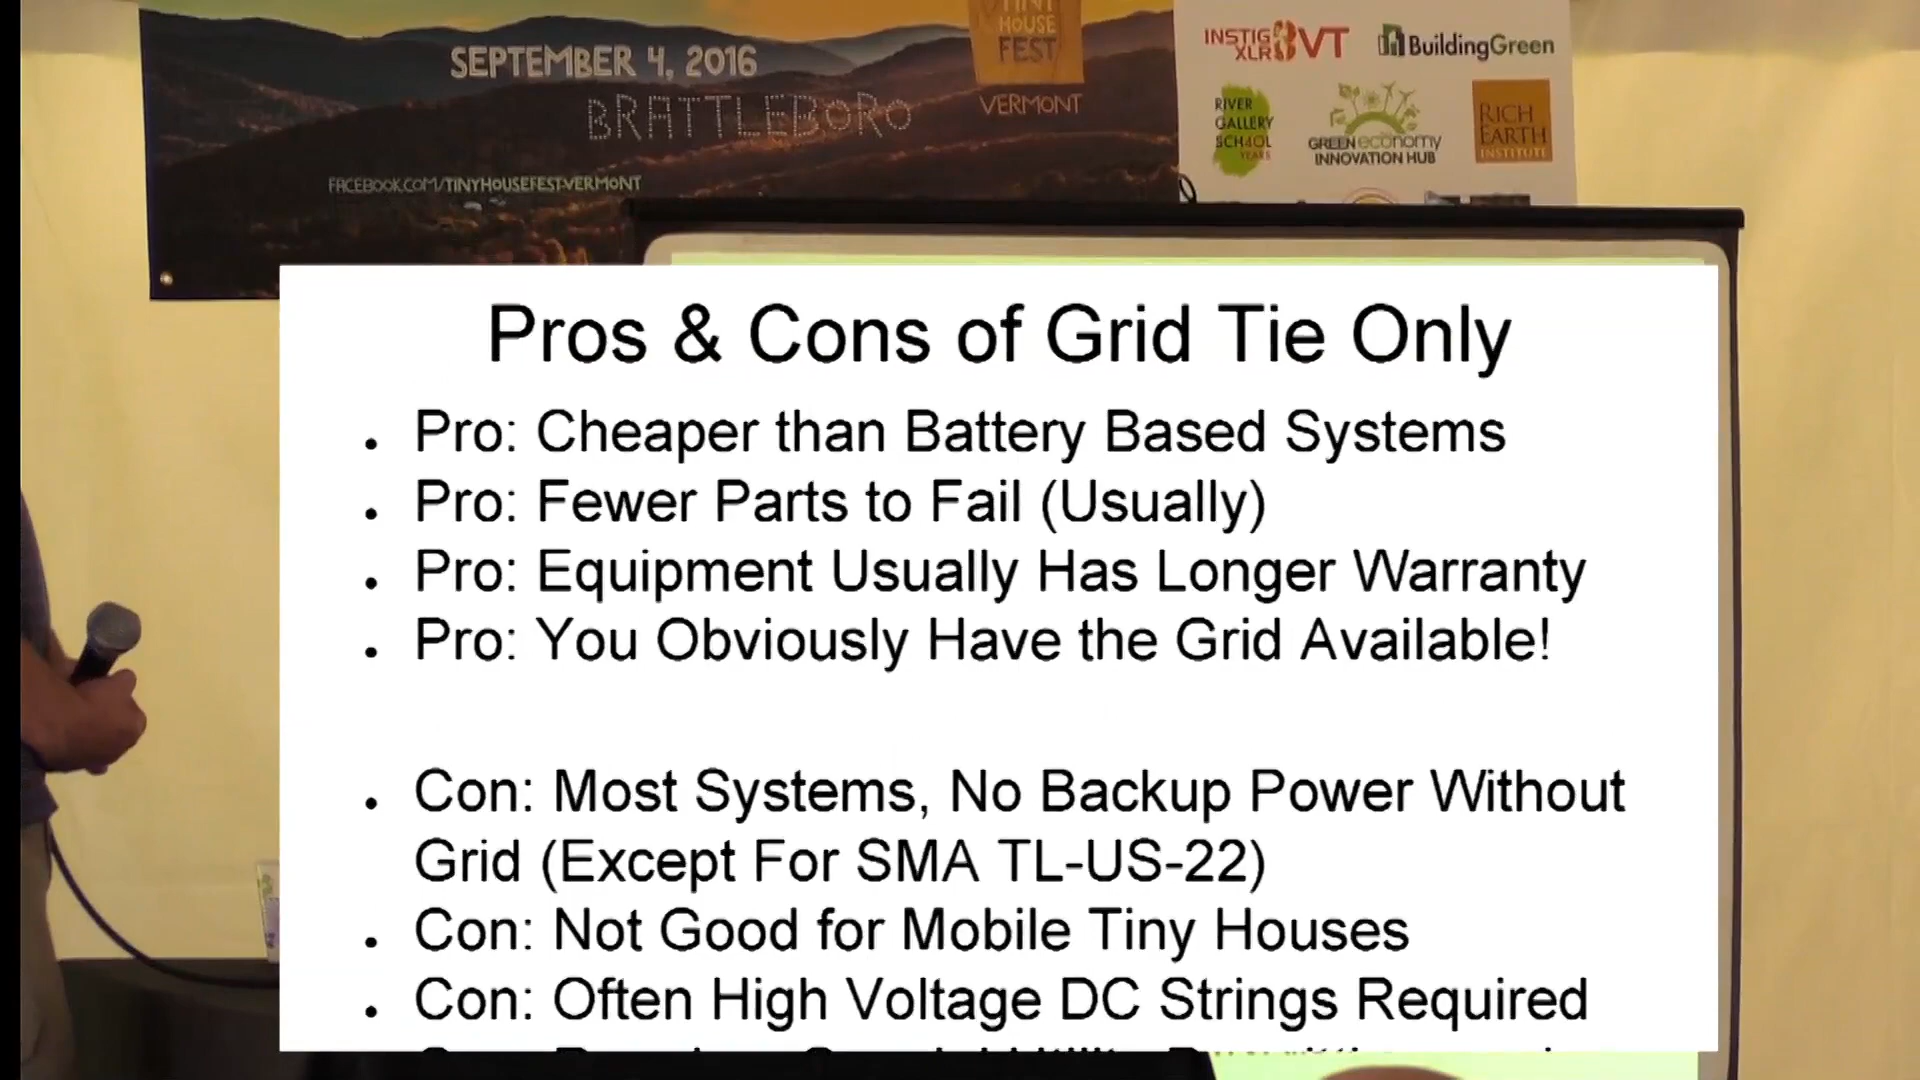 TINY
HOUSE
FEST
VERMONT
SEPTEMBER 4, 2016
BRATTLEBORO
FACEBOOK.COM/TINYHOUSEFESTVERMONT
INSTIG8
XLR8VT
BuildingGreen
RIVER
GALLERY
SCHOOL
YEARS
GREEN economy
INNOVATION HUB
RICH
EARTH
INSTITUTE
Pros & Cons of Grid Tie Only
• Pro: Cheaper than Battery Based Systems
• Pro: Fewer Parts to Fail (Usually)
• Pro: Equipment Usually Has Longer Warranty
• Pro: You Obviously Have the Grid Available!
• Con: Most Systems, No Backup Power Without
Grid (Except For SMA TL-US-22)
• Con: Not Good for Mobile Tiny Houses
• Con: Often High Voltage DC Strings Required